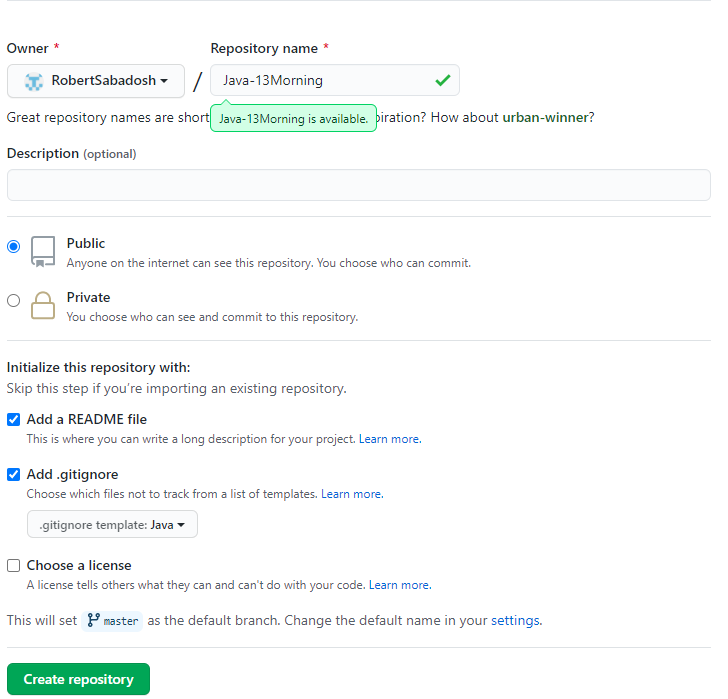 Owner *
Repository name *
RobertSabadosh
/
Java-13Morning
Great repository names are short
Java-13Morning is available.
piration? How about urban-winner?
Description (optional)
Public
Anyone on the internet can see this repository. You choose who can commit.
Private
You choose who can see and commit to this repository.
Initialize this repository with:
Skip this step if you're importing an existing repository.
Add a README file
This is where you can write a long description for your project. Learn more.
Add .gitignore
Choose which files not to track from a list of templates. Learn more.
.gitignore template: Java
Choose a license
A license tells others what they can and can't do with your code. Learn more.
This will set master as the default branch. Change the default name in your settings.
Create repository